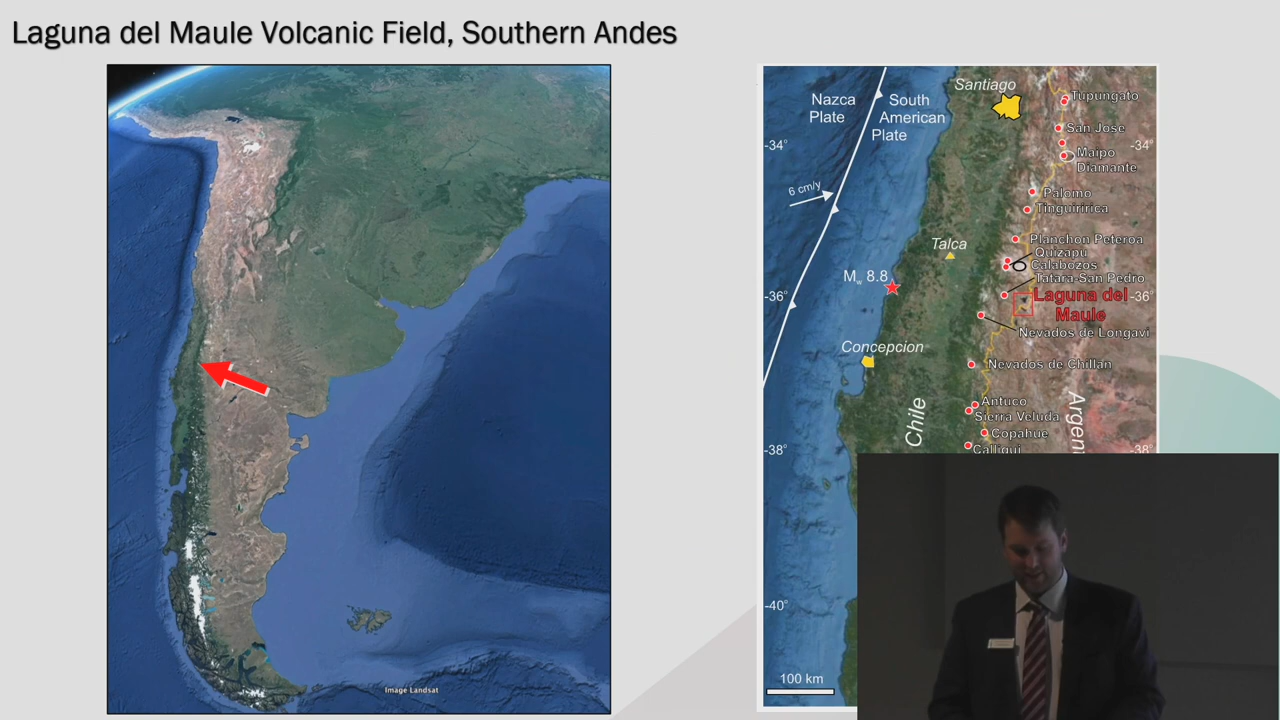 Laguna del Maule Volcanic Field, Southern Andes
Image Landsat
Santiago
Nazca
Plate
South
American
Plate
Tupungato
San Jose
-34°
-34°
Maipo
Diamante
6 cm/y
Palomo
Tinguiririca
Talca
Planchon Peteroa
Quizapu
Calabozos
Tatara-San Pedro
Mw 8.8
-36°
Laguna del
Maule
-36°
Nevados de Longavi
Concepcion
Nevados de Chillan
Chile
Argen
Antuco
Sierra Veluda
Copahue
-38°
Calliqui
-38°
-40°
100 km